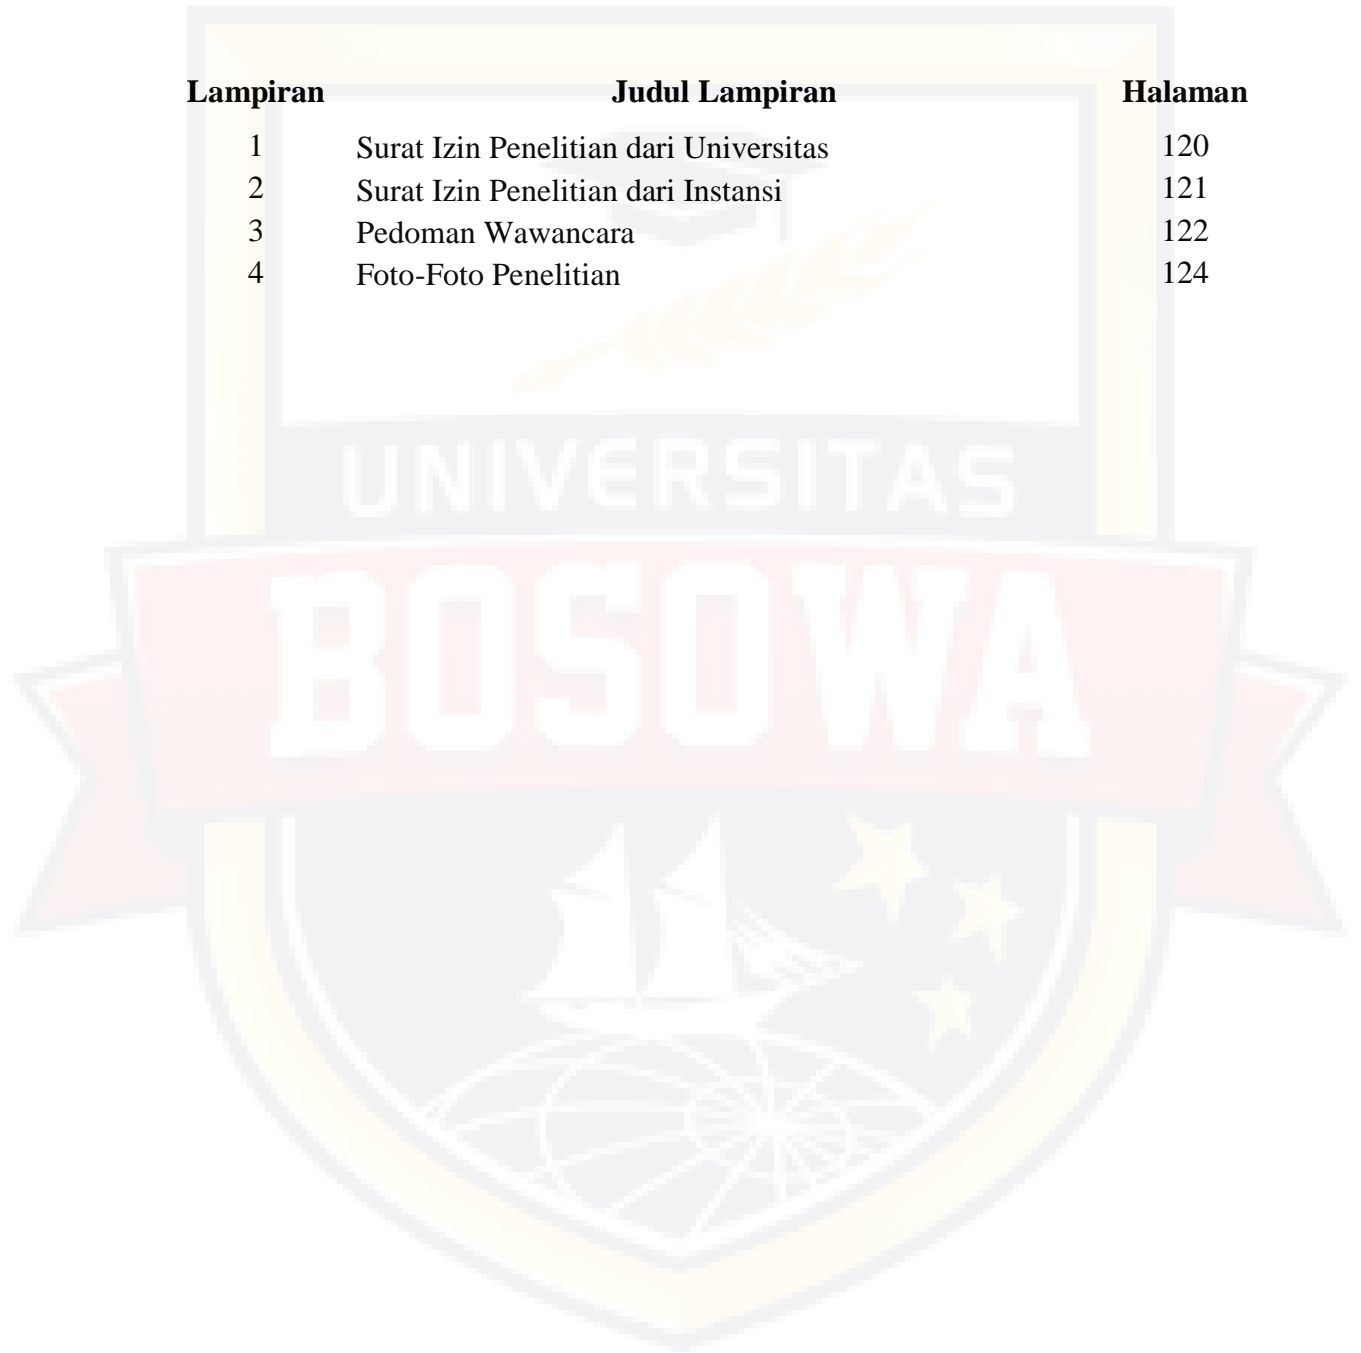 Lampiran Judul Lampiran Halaman
1 Surat Izin Penelitian dari Universitas 120
2 Surat Izin Penelitian dari Instansi 121
3 Pedoman Wawancara 122
4 Foto-Foto Penelitian 124
UNIVERSITAS
BOSOWA